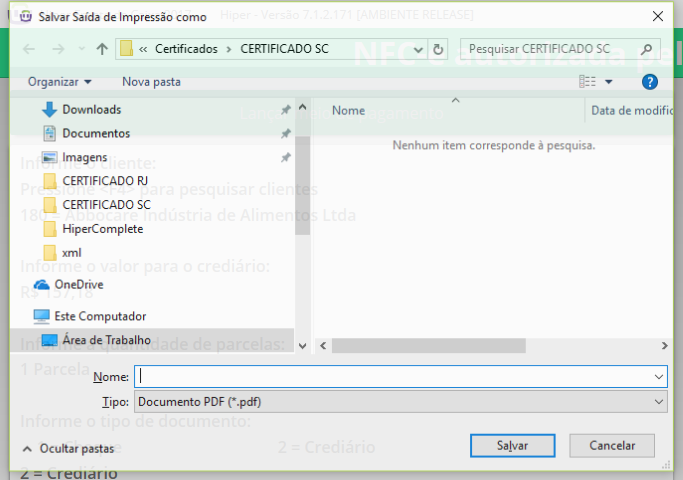 Salvar Saída de Impressão como
Hiper - Versão 7.1.2.171 [AMBIENTE RELEASE]
« Certificados > CERTIFICADO SC
Pesquisar CERTIFICADO SC
NFC-e autorizada pel
Organizar
Nova pasta
?
Downloads
Documentos
Imagens
CERTIFICADO RJ
CERTIFICADO SC
HiperComplete
xml
OneDrive
Este Computador
Área de Trabalho
Nome
Data de modific
Nenhum item corresponde à pesquisa.
Informe o cliente:
Pressione <F4> para pesquisar clientes
180 = Abbocare Indústria de Alimentos Ltda
Informe o valor para o crediário:
R$ 157,18
Informe a quantidade de parcelas:
1 Parcela
Nome:
Tipo: Documento PDF (*.pdf)
Informe o tipo de documento:
2 = Crediário
Ocultar pastas
Salvar
Cancelar
2 = Crediário